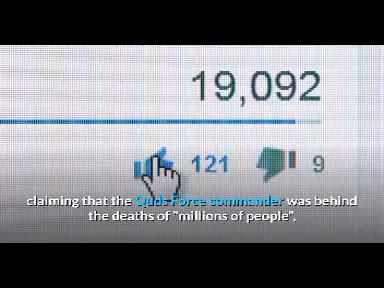 19,092
121 9
claiming that the Quds Force commander was behind
the deaths of "millions of people",